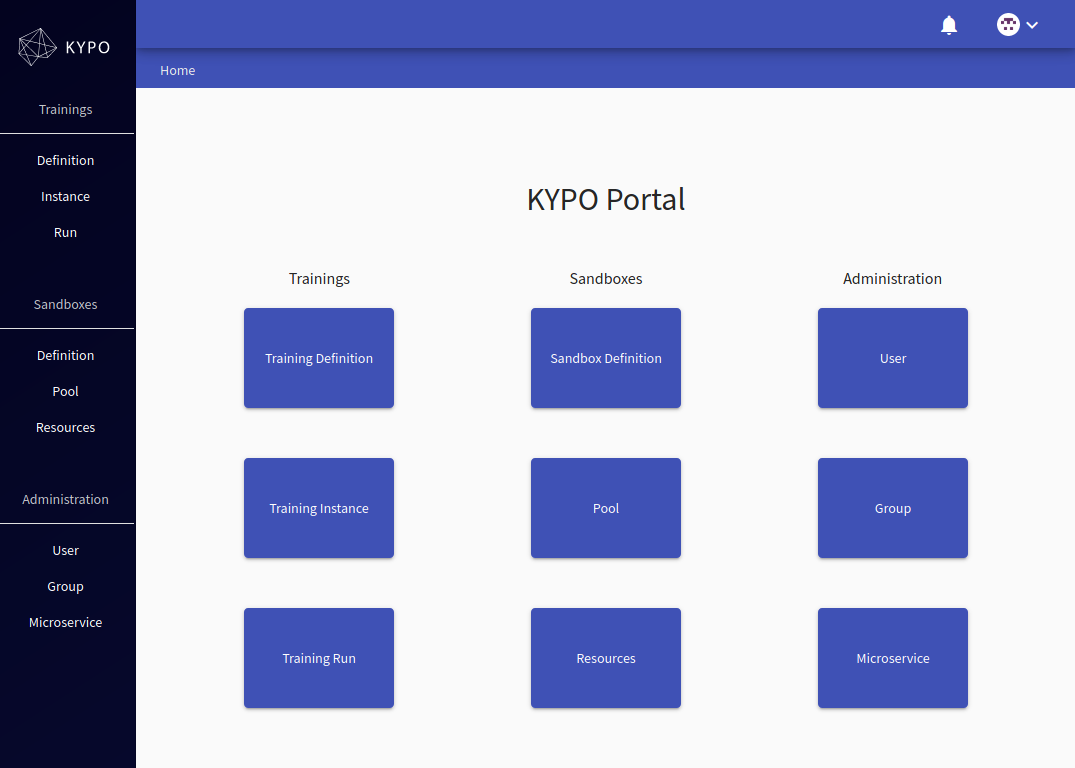 KYPO
Trainings
Definition
Instance
Run
Sandboxes
Definition
Pool
Resources
Administration
User
Group
Microservice
Home
KYPO Portal
Trainings
Sandboxes
Administration
Training Definition
Sandbox Definition
User
Training Instance
Pool
Group
Training Run
Resources
Microservice